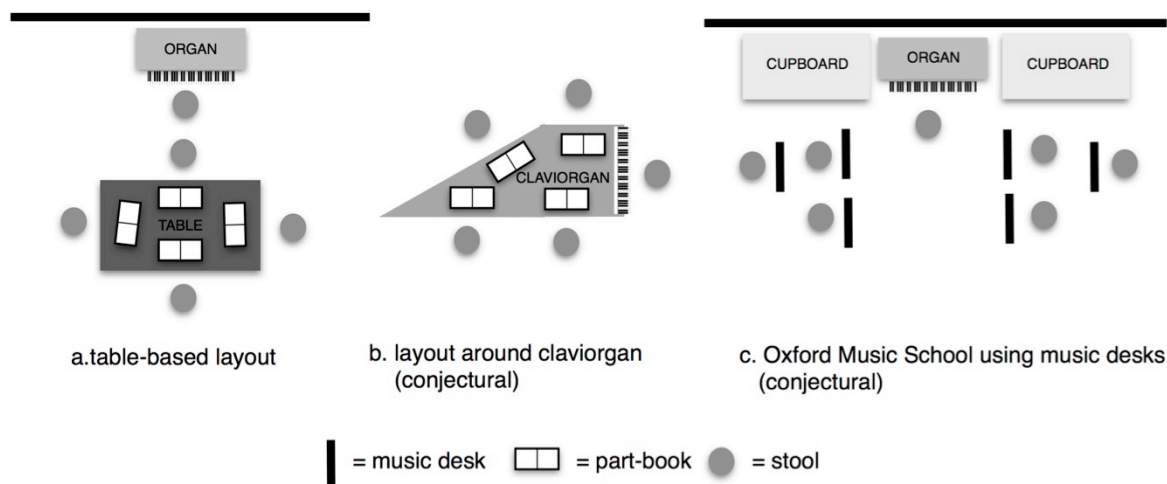 ORGAN
TABLE
a.table-based layout
CLAVIORGAN
b. layout around claviorgan
(conjectural)
CUPBOARD
ORGAN
CUPBOARD
c. Oxford Music School using music desks
(conjectural)
= music desk
= part-book
= stool